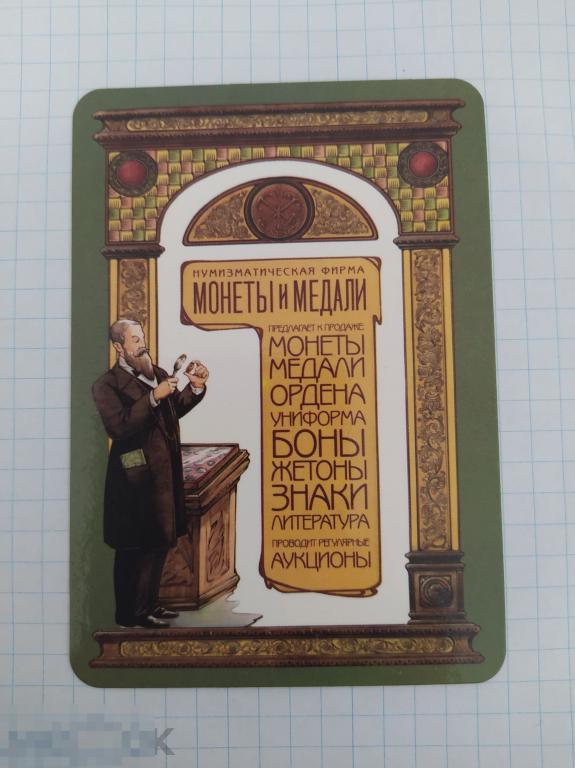 НУМИЗМАТИЧЕСКАЯ ФИРМА
МОНЕТЫ И МЕДАЛИ
ПРЕДЛАГАЕТ К ПРОДАЖЕ:
МОНЕТЫ
МЕДАЛИ
ОРДЕНА
УНИФОРМА
БОНЫ
ЖЕТОНЫ
ЗНАКИ
ЛИТЕРАТУРА
ПРОВОДИТ РЕГУЛЯРНЫЕ
АУКЦИОНЫ